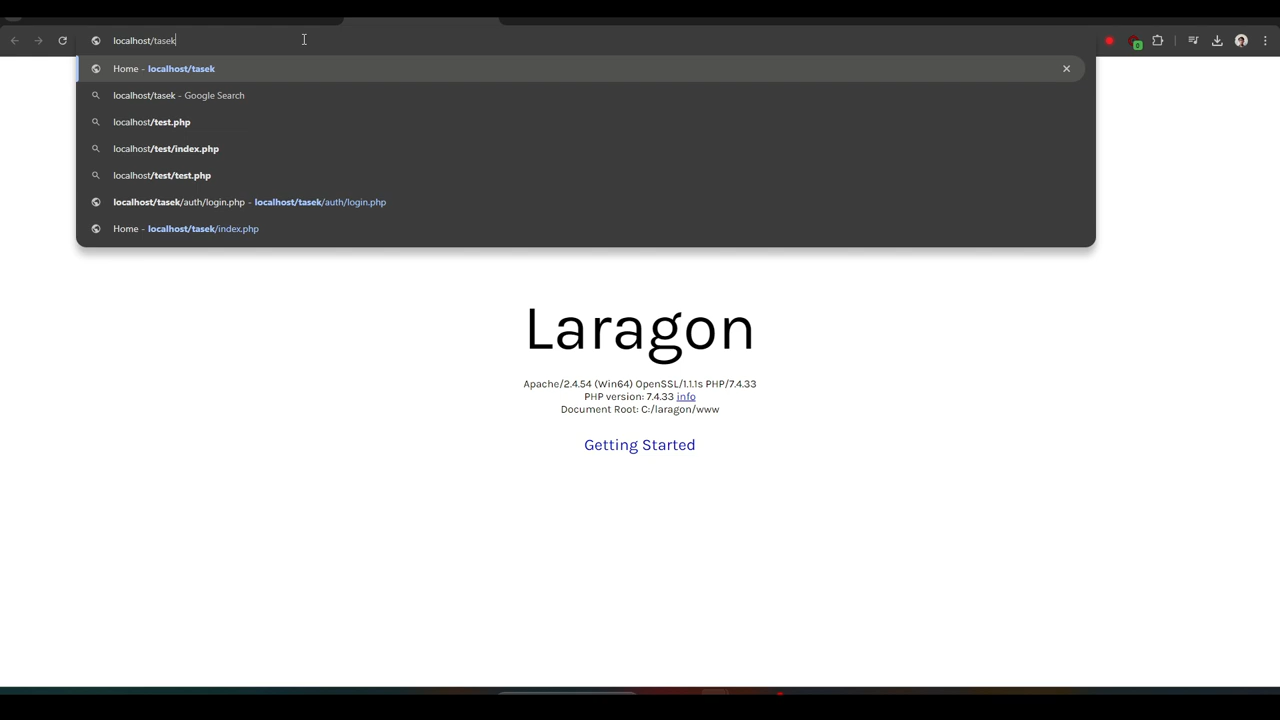 localhost/tasek
Home - localhost/tasek
localhost/tasek - Google Search
localhost/test.php
localhost/test/index.php
localhost/test/test.php
localhost/tasek/auth/login.php - localhost/tasek/auth/login.php
Home - localhost/tasek/index.php
0
Laragon
Apache/2.4.54 (Win64) OpenSSL/1.1.1s PHP/7.4.33
PHP version: 7.4.33 info
Document Root: C:/laragon/www
Getting Started